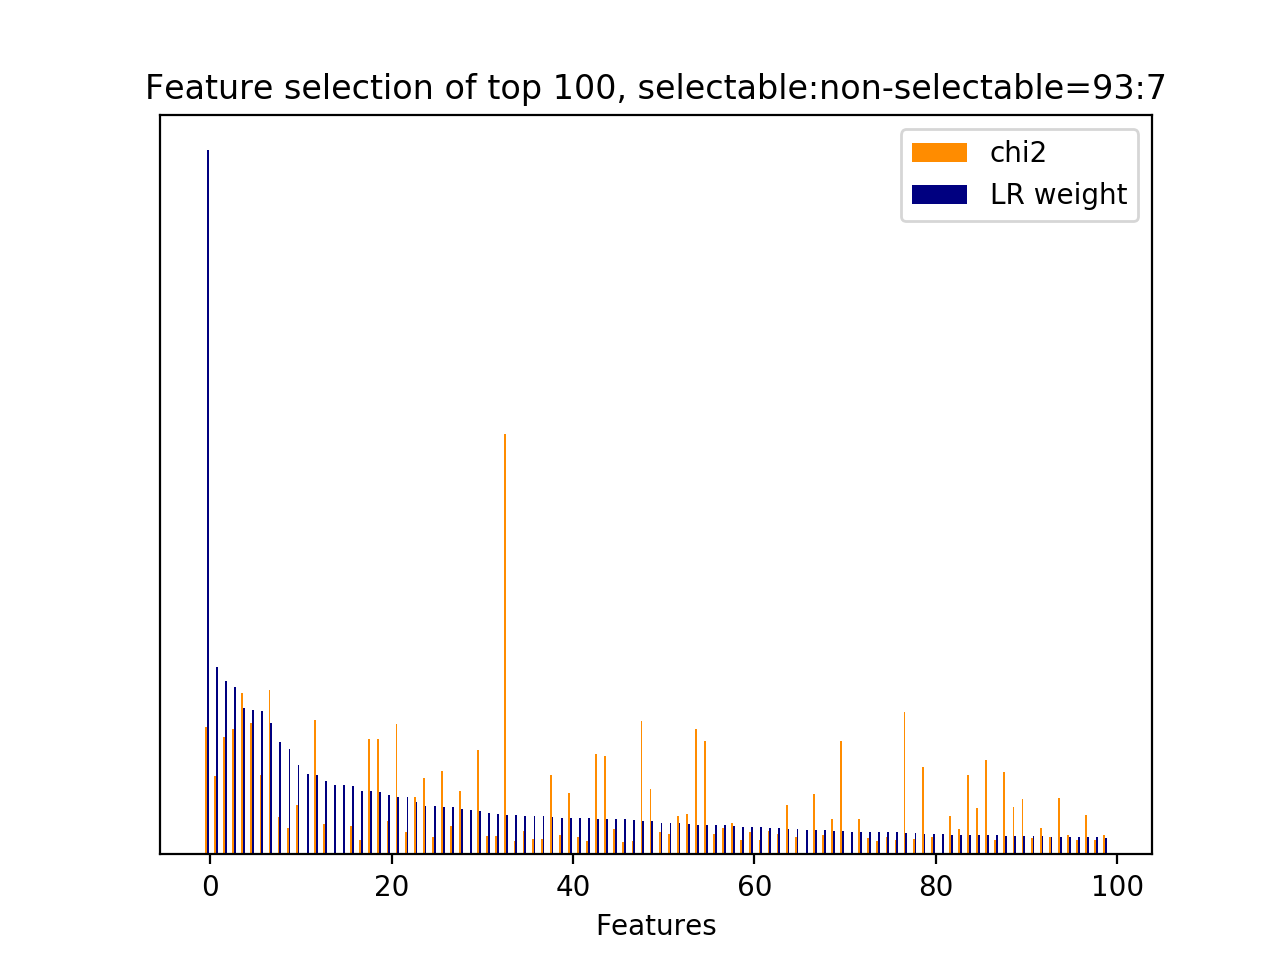 Feature selection of top 100, selectable:non-selectable=93:7
chi2
LR weight
0 20 40 60 80 100
Features